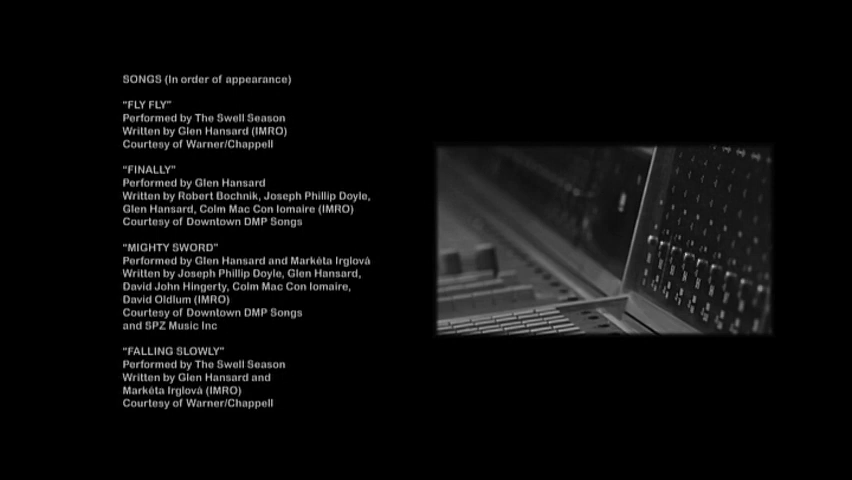 SONGS (In order of appearance)
“FLY FLY”
Performed by The Swell Season
Written by Glen Hansard (IMRO)
Courtesy of Warner/Chappell
“FINALLY”
Performed by Glen Hansard
Written by Robert Bochnik, Joseph Phillip Doyle,
Glen Hansard, Colm Mac Con Iomaire (IMRO)
Courtesy of Downtown DMP Songs
“MIGHTY SWORD”
Performed by Glen Hansard and Markéta Irglová
Written by Joseph Phillip Doyle, Glen Hansard,
David John Hingerty, Colm Mac Con Iomaire,
David Oldlum (IMRO)
Courtesy of Downtown DMP Songs
and SPZ Music Inc
“FALLING SLOWLY”
Performed by The Swell Season
Written by Glen Hansard and
Markéta Irglová (IMRO)
Courtesy of Warner/Chappell